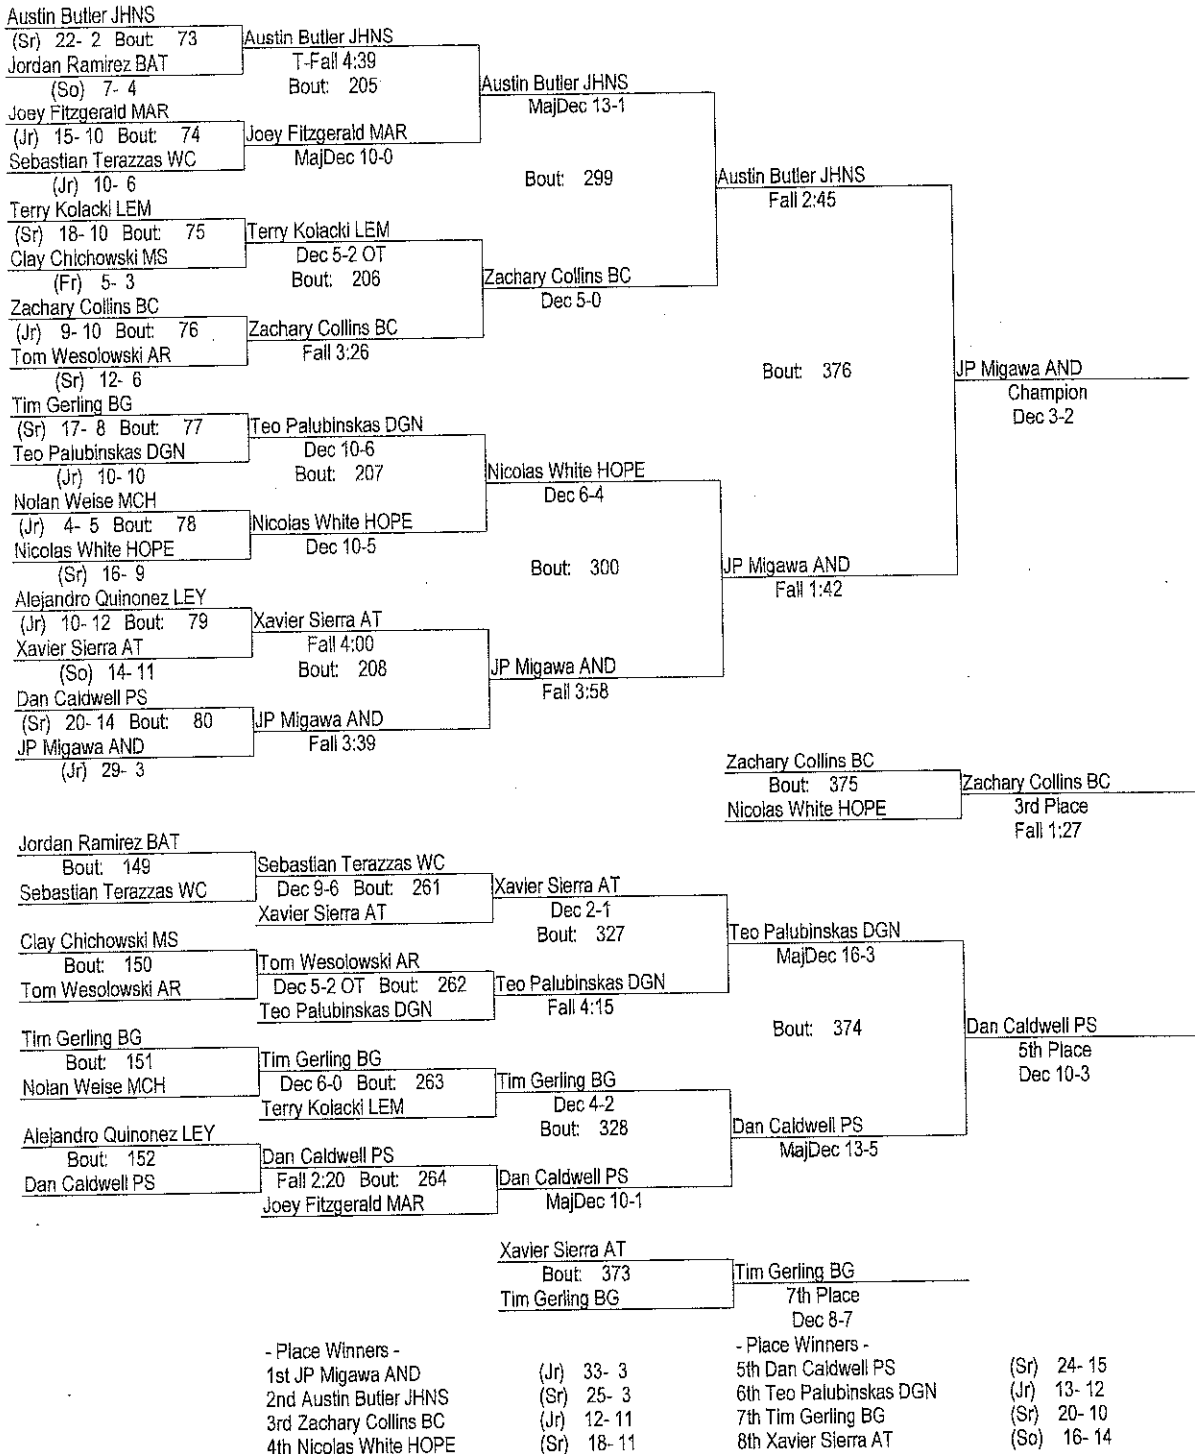 Austin Butler JHNS
(Sr) 22- 2 Bout: 73
Jordan Ramirez BAT
(So) 7- 4
Joey Fitzgerald MAR
(Jr) 15- 10 Bout: 74
Sebastian Terazzas WC
(Jr) 10- 6
Terry Kolacki LEM
(Sr) 18- 10 Bout: 75
Clay Chichowski MS
(Fr) 5- 3
Zachary Collins BC
(Jr) 9- 10 Bout: 76
Tom Wesolowski AR
(Sr) 12- 6
Tim Gerling BG
(Sr) 17- 8 Bout: 77
Teo Palubinskas DGN
(Jr) 10- 10
Nolan Weise MCH
(Jr) 4- 5 Bout: 78
Nicolas White HOPE
(Sr) 16- 9
Alejandro Quinonez LEY
(Jr) 10- 12 Bout: 79
Xavier Sierra AT
(So) 14- 11
Dan Caldwell PS
(Sr) 20- 14 Bout: 80
JP Migawa AND
(Jr) 29- 3
Austin Butler JHNS
T-Fall 4:39
Bout: 205
Joey Fitzgerald MAR
MajDec 10-0
Terry Kolacki LEM
Dec 5-2 OT
Bout: 206
Zachary Collins BC
Fall 3:26
Teo Palubinskas DGN
Dec 10-6
Bout: 207
Nicolas White HOPE
Dec 10-5
Xavier Sierra AT
Fall 4:00
Bout: 208
JP Migawa AND
Fall 3:39
Austin Butler JHNS
MajDec 13-1
Bout: 299
Zachary Collins BC
Dec 5-0
Nicolas White HOPE
Dec 6-4
Bout: 300
JP Migawa AND
Fall 3:58
Austin Butler JHNS
Fall 2:45
Bout: 376
JP Migawa AND
Fall 1:42
JP Migawa AND
Champion
Dec 3-2
Zachary Collins BC
Bout: 375
Nicolas White HOPE
Zachary Collins BC
3rd Place
Fall 1:27
Jordan Ramirez BAT
Bout: 149
Sebastian Terazzas WC
Clay Chichowski MS
Bout: 150
Tom Wesolowski AR
Tim Gerling BG
Bout: 151
Nolan Weise MCH
Alejandro Quinonez LEY
Bout: 152
Dan Caldwell PS
Sebastian Terazzas WC
Dec 9-6 Bout: 261
Xavier Sierra AT
Tom Wesolowski AR
Dec 5-2 OT Bout: 262
Teo Palubinskas DGN
Tim Gerling BG
Dec 6-0 Bout: 263
Terry Kolacki LEM
Dan Caldwell PS
Fall 2:20 Bout: 264
Joey Fitzgerald MAR
Xavier Sierra AT
Dec 2-1
Bout: 327
Teo Palubinskas DGN
Fall 4:15
Tim Gerling BG
Dec 4-2
Bout: 328
Dan Caldwell PS
MajDec 10-1
Teo Palubinskas DGN
MajDec 16-3
Bout: 374
Dan Caldwell PS
MajDec 13-5
Dan Caldwell PS
5th Place
Dec 10-3
Xavier Sierra AT
Bout: 373
Tim Gerling BG
Tim Gerling BG
7th Place
Dec 8-7
- Place Winners -
1st JP Migawa AND (Jr) 33- 3
2nd Austin Butler JHNS (Sr) 25- 3
3rd Zachary Collins BC (Jr) 12- 11
4th Nicolas White HOPE (Sr) 18- 11
- Place Winners -
5th Dan Caldwell PS (Sr) 24- 15
6th Teo Palubinskas DGN (Jr) 13- 12
7th Tim Gerling BG (Sr) 20- 10
8th Xavier Sierra AT (So) 16- 14